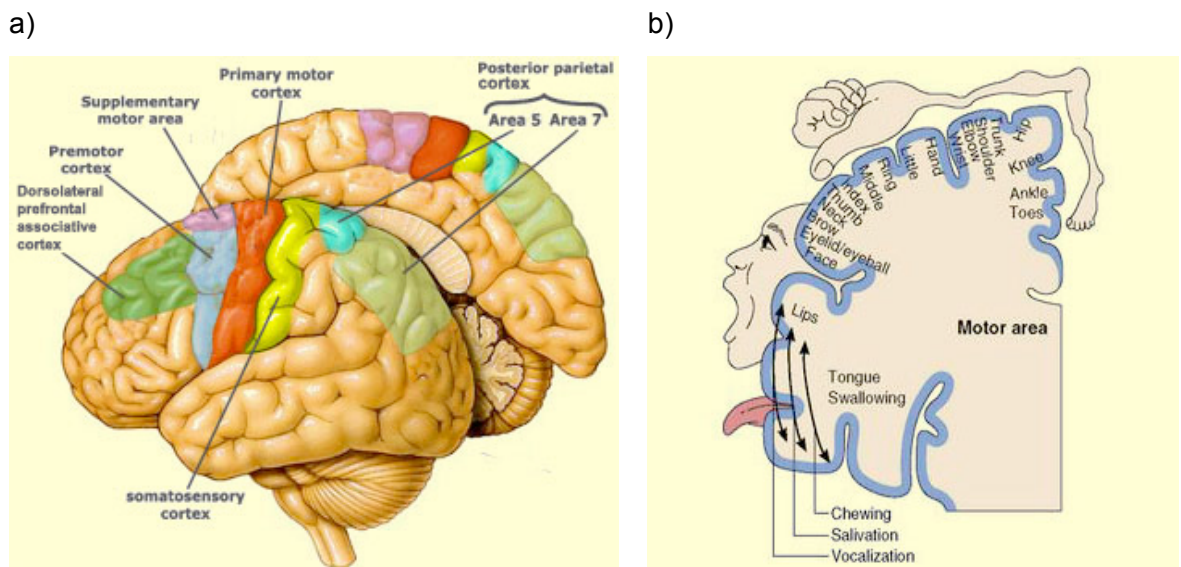 a)
b)
Primary motor
cortex
Posterior parietal
cortex
Supplementary
motor area
Area 5 Area 7
Premotor
cortex
Dorsolateral
prefrontal
associative
cortex
somatosensory
cortex
Hip
Trunk
Shoulder
Elbow
Wrist
Hand
Little
Ring
Middle
Index
Thumb
Neck
Brow
Eyelid/eyeball
Face
Knee
Ankle
Toes
Lips
Motor area
Tongue
Swallowing
Chewing
Salivation
Vocalization